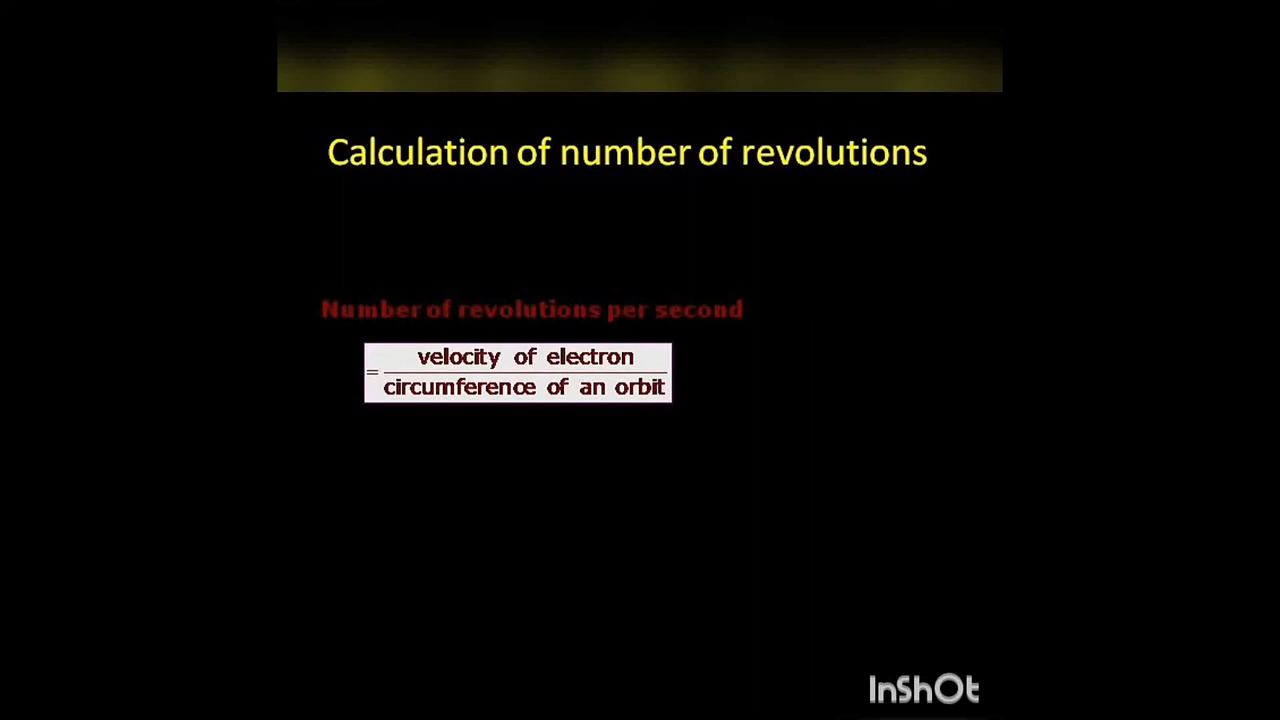 Calculation of number of revolutions
Number of revolutions per second
= velocity of electron
circumference of an orbit
InShOt